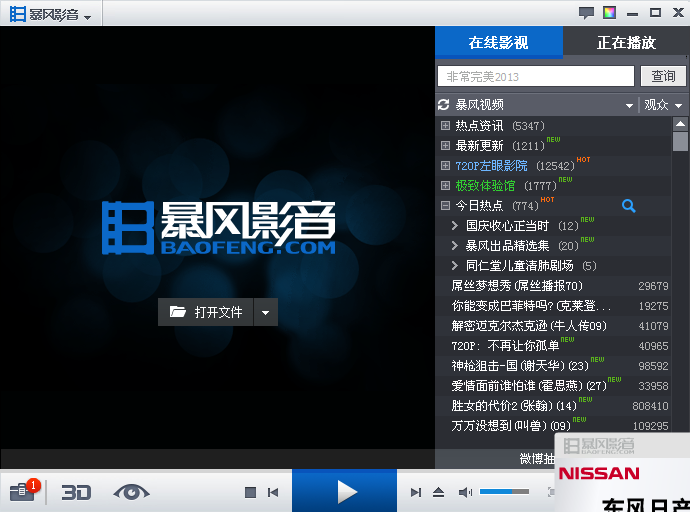 暴风影音
在线影视 正在播放
非常完美2013 查询
暴风视频 观众
热点资讯 (5347)
最新更新 (1211) NEW
720P左眼影院 (12542) HOT
极致体验馆 (1777) NEW
今日热点 (774) HOT
国庆收心正当时 (12) NEW
暴风出品精选集 (20) NEW
同仁堂儿童清肺剧场 (5)
屌丝梦想秀(屌丝播报70) 29679
你能变成巴菲特吗?(克莱登... 19275
解密迈克尔杰克逊(牛人传09) 41079
720P: 不再让你孤单 NEW 40965
神枪狙击-国(谢天华)(23) NEW 98592
爱情面前谁怕谁(霍思燕)(27) NEW 33958
胜女的代价2(张翰)(14) NEW 808410
万万没想到(叫兽)(09) NEW 109295
暴风影音
BAOFENG.COM
打开文件
微博抽
暴风影音
BAOFENG.COM
NISSAN
东风日产
1
3D